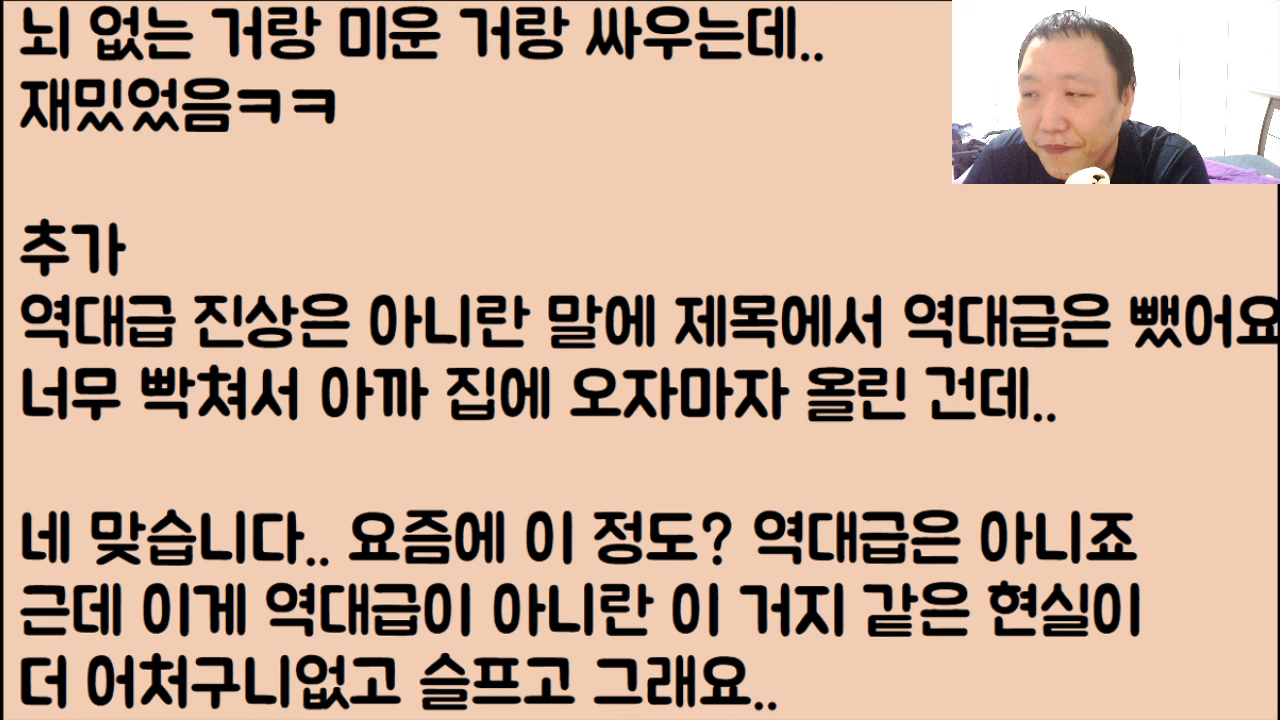 뇌 없는 거랑 미운 거랑 싸우는데..
재밌었음ㅋㅋ
추가
역대급 진상은 아니란 말에 제목에서 역대급은 뺐어요
너무 빡쳐서 아까 집에 오자마자 올린 건데..
네 맞습니다.. 요즘에 이 정도? 역대급은 아니죠
근데 이게 역대급이 아니란 이 거지 같은 현실이
더 어처구니없고 슬프고 그래요..